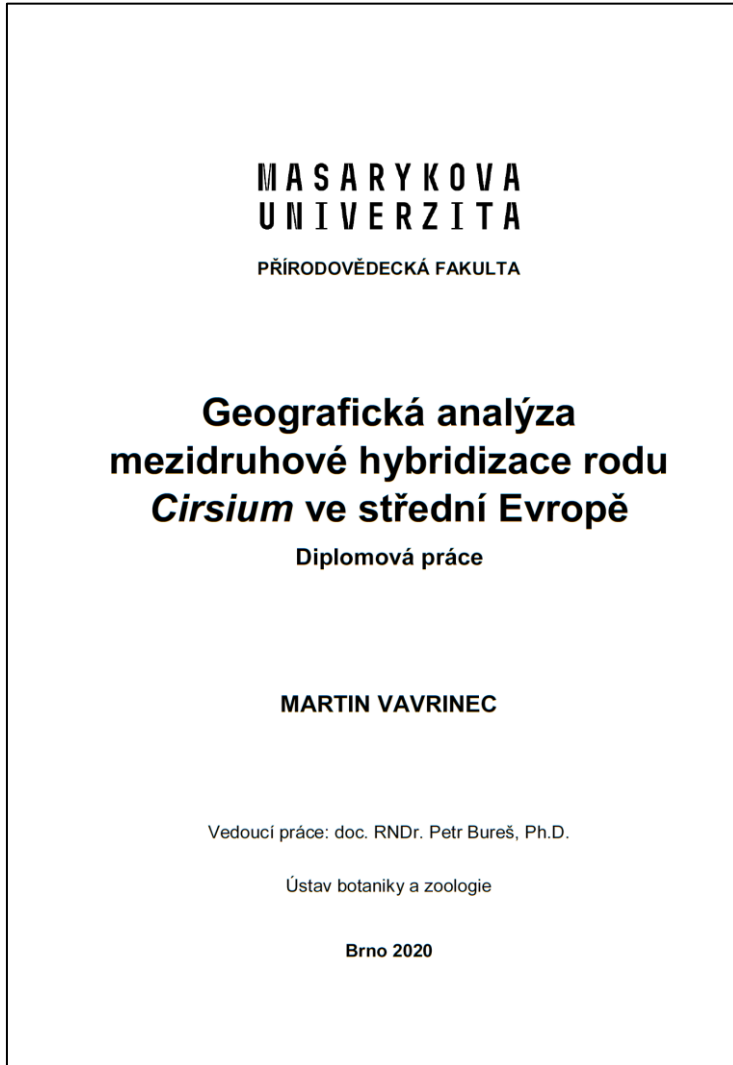 MASARYKOVA
UNIVERZITA
PŘÍRODOVĚDECKÁ FAKULTA
Geografická analýza
mezidruhové hybridizace rodu
Cirsium ve střední Evropě
Diplomová práce
MARTIN VAVRINEC
Vedoucí práce: doc. RNDr. Petr Bureš, Ph.D.
Ústav botaniky a zoologie
Brno 2020